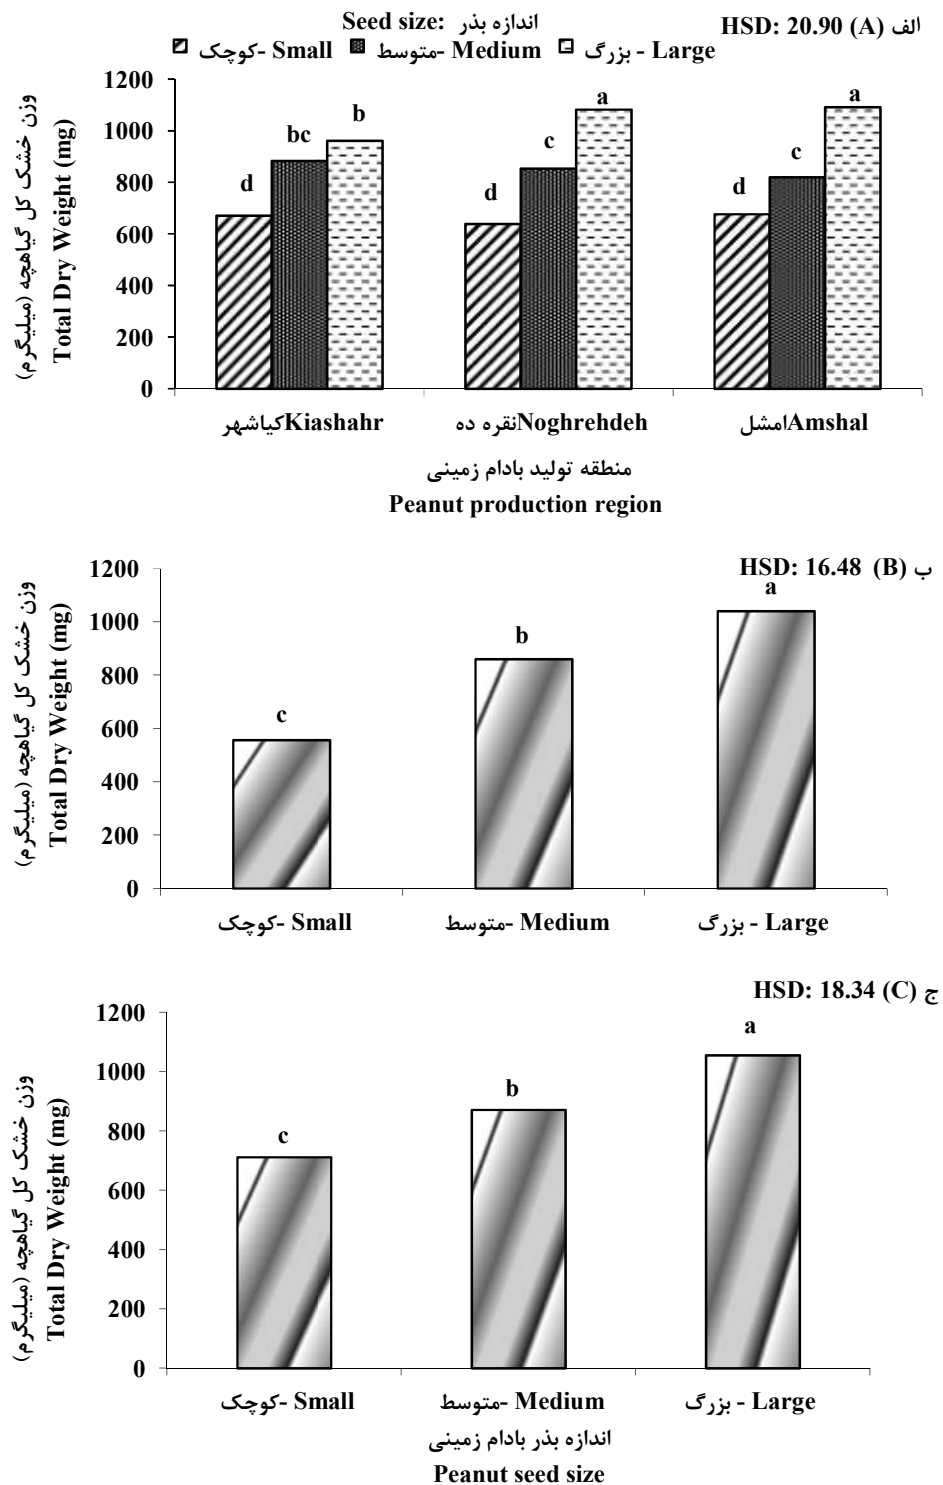 Seed size: اندازه بذر
HSD: 20.90 (A) الف
کوچک- Small متوسط- Medium بزرگ - Large
وزن خشک کل گیاهچه (میلیگرم)
Total Dry Weight (mg)
1200
1000
800
600
400
200
0
d bc b d c a d c a
کیاشهرKiashahr نقره دهNoghrehdeh امشلAmshal
منطقه تولید بادام زمینی
Peanut production region
HSD: 16.48 (B) ب
وزن خشک کل گیاهچه (میلیگرم)
Total Dry Weight (mg)
1200
1000
800
600
400
200
0
c b a
کوچک- Small متوسط- Medium بزرگ - Large
HSD: 18.34 (C) ج
وزن خشک کل گیاهچه (میلیگرم)
Total Dry Weight (mg)
1200
1000
800
600
400
200
0
c b a
کوچک- Small متوسط- Medium بزرگ - Large
اندازه بذر بادام زمینی
Peanut seed size